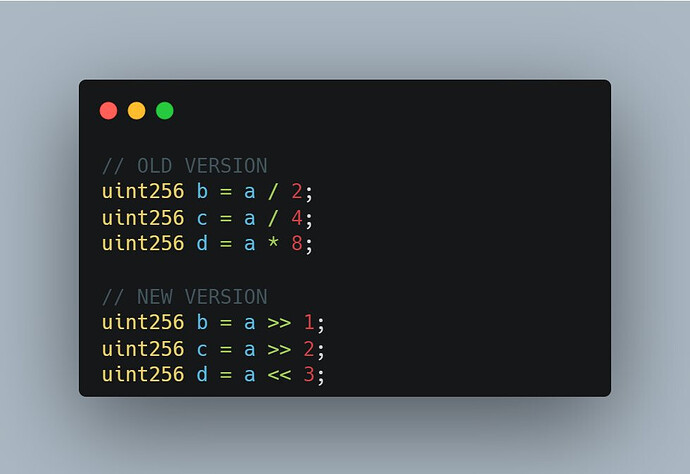 // OLD VERSION
uint256 b = a / 2;
uint256 c = a / 4;
uint256 d = a * 8;
// NEW VERSION
uint256 b = a >> 1;
uint256 c = a >> 2;
uint256 d = a << 3;